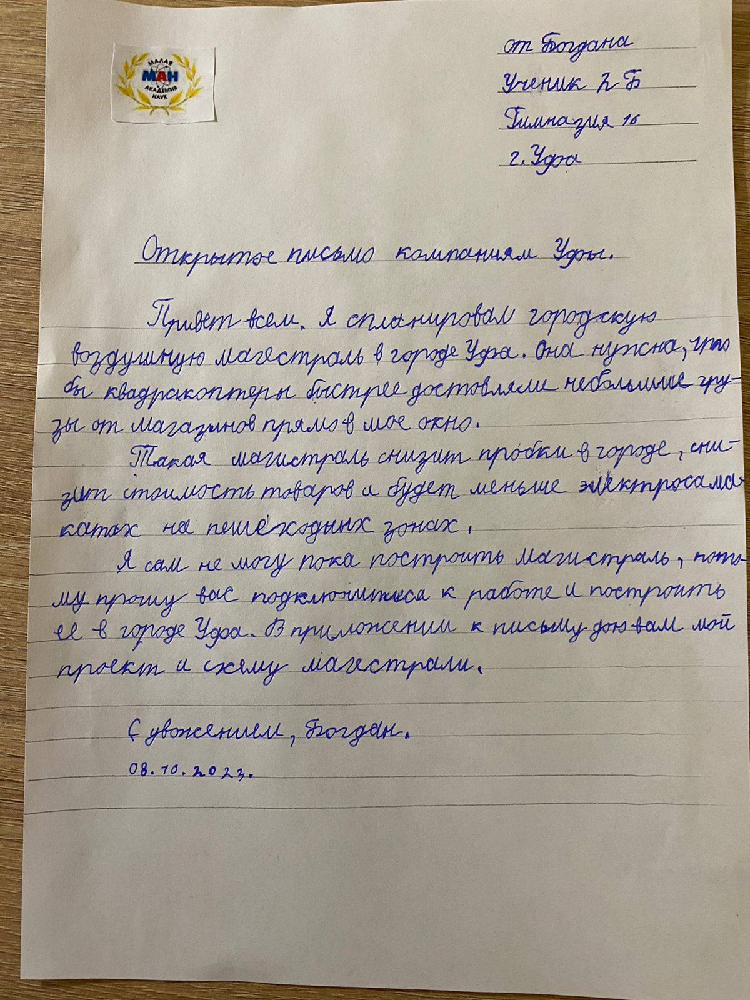 МАЛАЯ
МАН
АКАДЕМИЯ
НАУК
от Богдана
Ученик 2 Б
Гимназия 16
г. Уфа
Открытое письмо компаниям Уфы.
Привет всем. Я спланировал городскую
воздушную магестраль в городе Уфа. Она нужна, что
бы квадракоптеры быстрее достовляли небольшие гру-
зы от магазинов прямо в мое окно.
Такая магистраль снизит пробки в городе, сни-
зит стоимость товаров и будет меньше электросама-
катах на пешеходных зонах.
Я сам не могу пока построить магистраль, пото-
му прошу вас подключиться к работе и построить
ее в городе Уфа. В приложении к письму даю вам мой
проект и схему магестрали.
С уважением, Богдан.
08.10.2023.